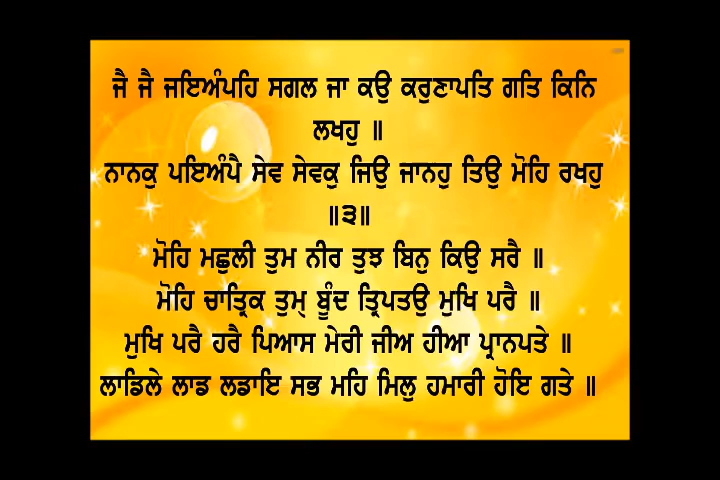 ਜੈ ਜੈ ਜਇਅੰਪਹਿ ਸਗਲ ਜਾ ਕਉ ਕਰੁਣਾਪਤਿ ਗਤਿ ਕਿਨਿ
ਲਖਹੁ ॥
ਨਾਨਕੁ ਪਇਅੰਪੈ ਸੇਵ ਸੇਵਕੁ ਜਿਉ ਜਾਨਹੁ ਤਿਉ ਮੋਹਿ ਰਖਹੁ
॥੩॥
ਮੋਹਿ ਮਛੁਲੀ ਤੁਮ ਨੀਰ ਤੁਝ ਬਿਨੁ ਕਿਉ ਸਰੈ ॥
ਮੋਹਿ ਚਾਤ੍ਰਿਕ ਤੁਮ੍ ਬੂੰਦ ਤ੍ਰਿਪਤਉ ਮੁਖਿ ਪਰੈ ॥
ਮੁਖਿ ਪਰੈ ਹਰੈ ਪਿਆਸ ਮੇਰੀ ਜੀਅ ਹੀਆ ਪ੍ਰਾਨਪਤੇ ॥
ਲਾਡਿਲੇ ਲਾਡ ਲਡਾਇ ਸਭ ਮਹਿ ਮਿਲੁ ਹਮਾਰੀ ਹੋਇ ਗਤੇ ॥